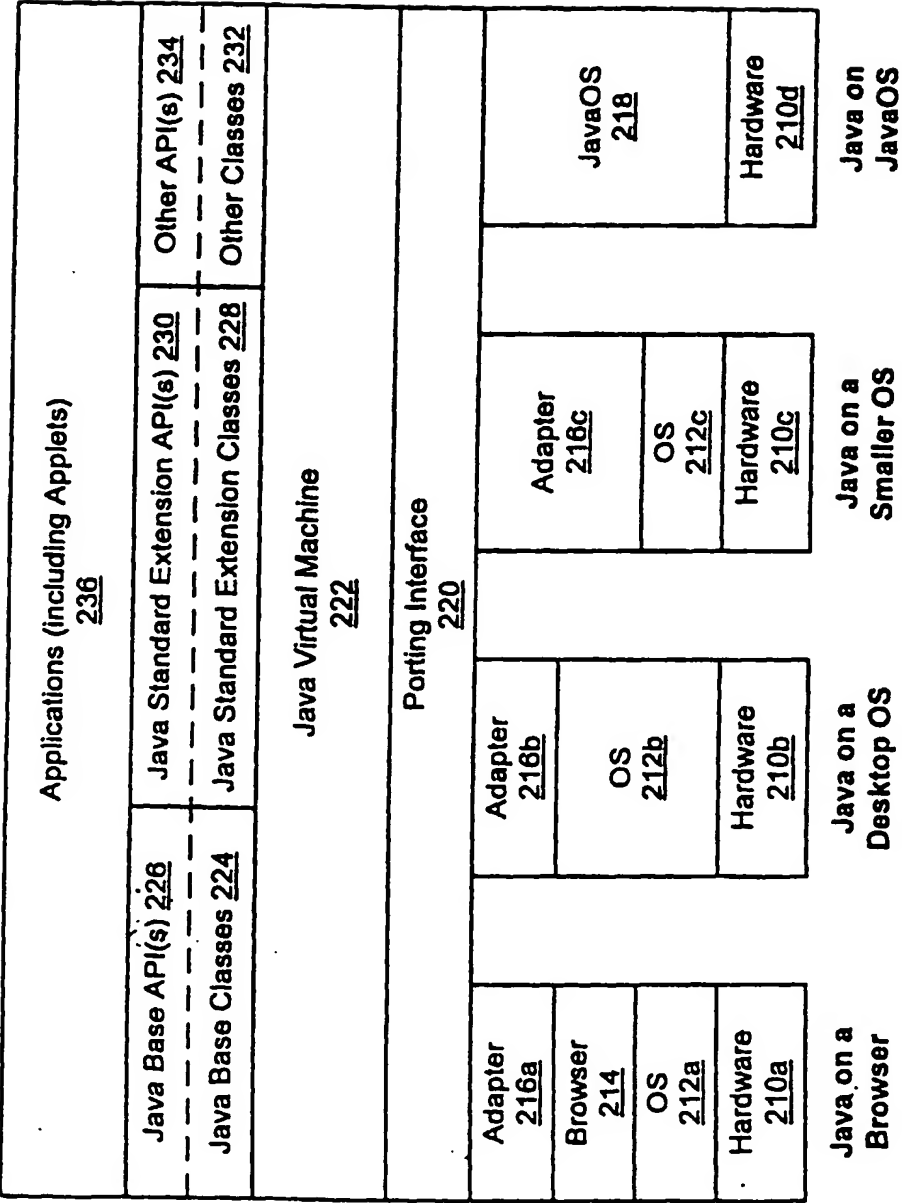 Applications (including Applets)
236
Java Base API(s) 226
Java Standard Extension API(s) 230
Other API(s) 234
Java Base Classes 224
Java Standard Extension Classes 228
Other Classes 232
Java Virtual Machine
222
Porting Interface
220
Adapter
216a
Browser
214
OS
212a
Hardware
210a
Java on a
Browser
Adapter
216b
OS
212b
Hardware
210b
Java on a
Desktop OS
Adapter
216c
OS
212c
Hardware
210c
Java on a
Smaller OS
JavaOS
218
Hardware
210d
Java on
JavaOS